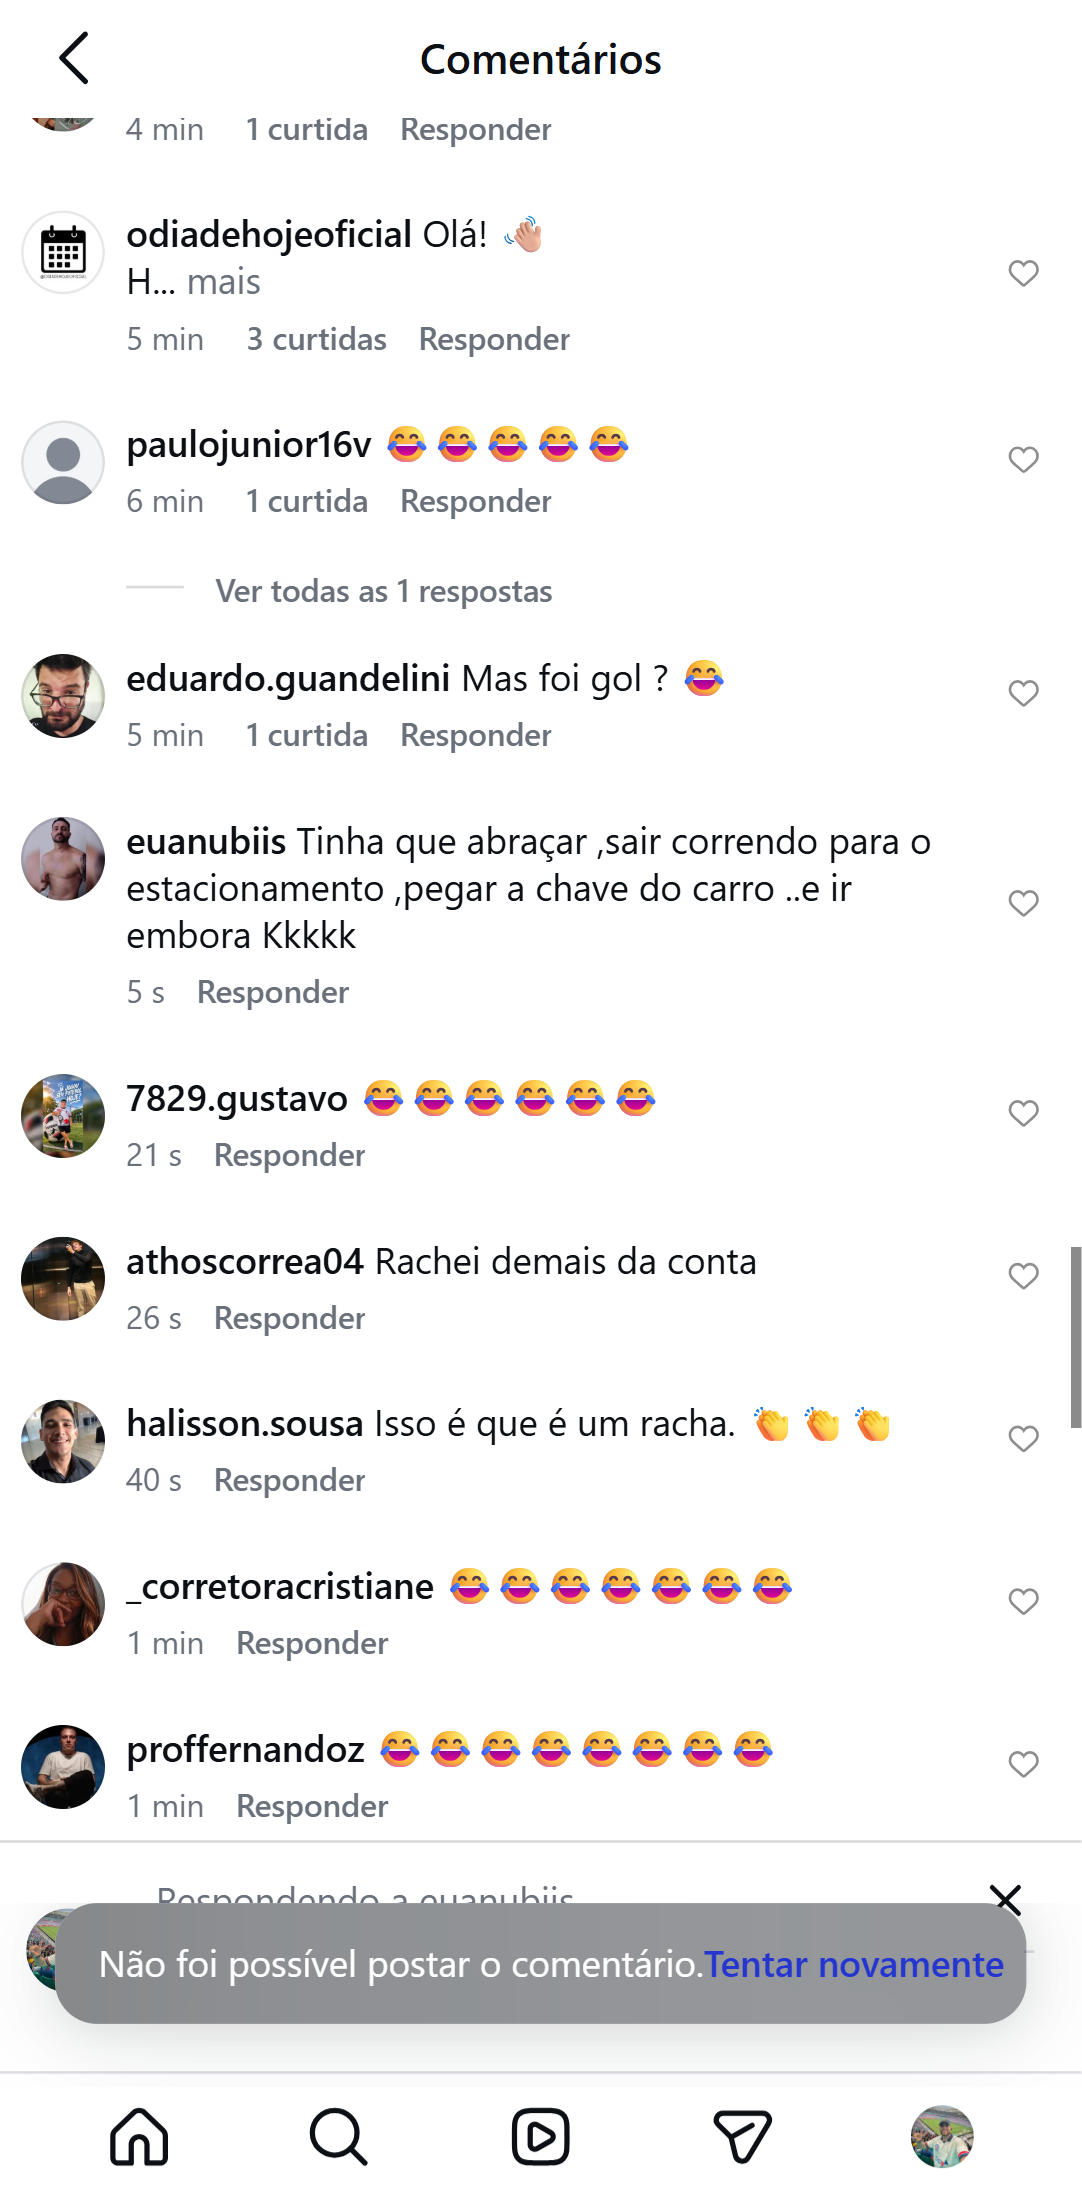 Comentários
4 min 1 curtida Responder
odiadehojeoficial Olá! 👋🏼
H... mais
5 min 3 curtidas Responder
paulojunior16v 😂😂😂😂😂
6 min 1 curtida Responder
Ver todas as 1 respostas
eduardo.guandelini Mas foi gol ? 😂
5 min 1 curtida Responder
euanubiis Tinha que abraçar ,sair correndo para o
estacionamento ,pegar a chave do carro ..e ir
embora Kkkkk
5 s Responder
7829.gustavo 😂😂😂😂😂😂
21 s Responder
athoscorrea04 Rachei demais da conta
26 s Responder
halisson.sousa Isso é que é um racha. 👏👏👏
40 s Responder
_corretoracristiane 😂😂😂😂😂😂😂
1 min Responder
proffernandoz 😂😂😂😂😂😂😂😂
1 min Responder
Respondendo a euanubiis
Não foi possível postar o comentário.Tentar novamente